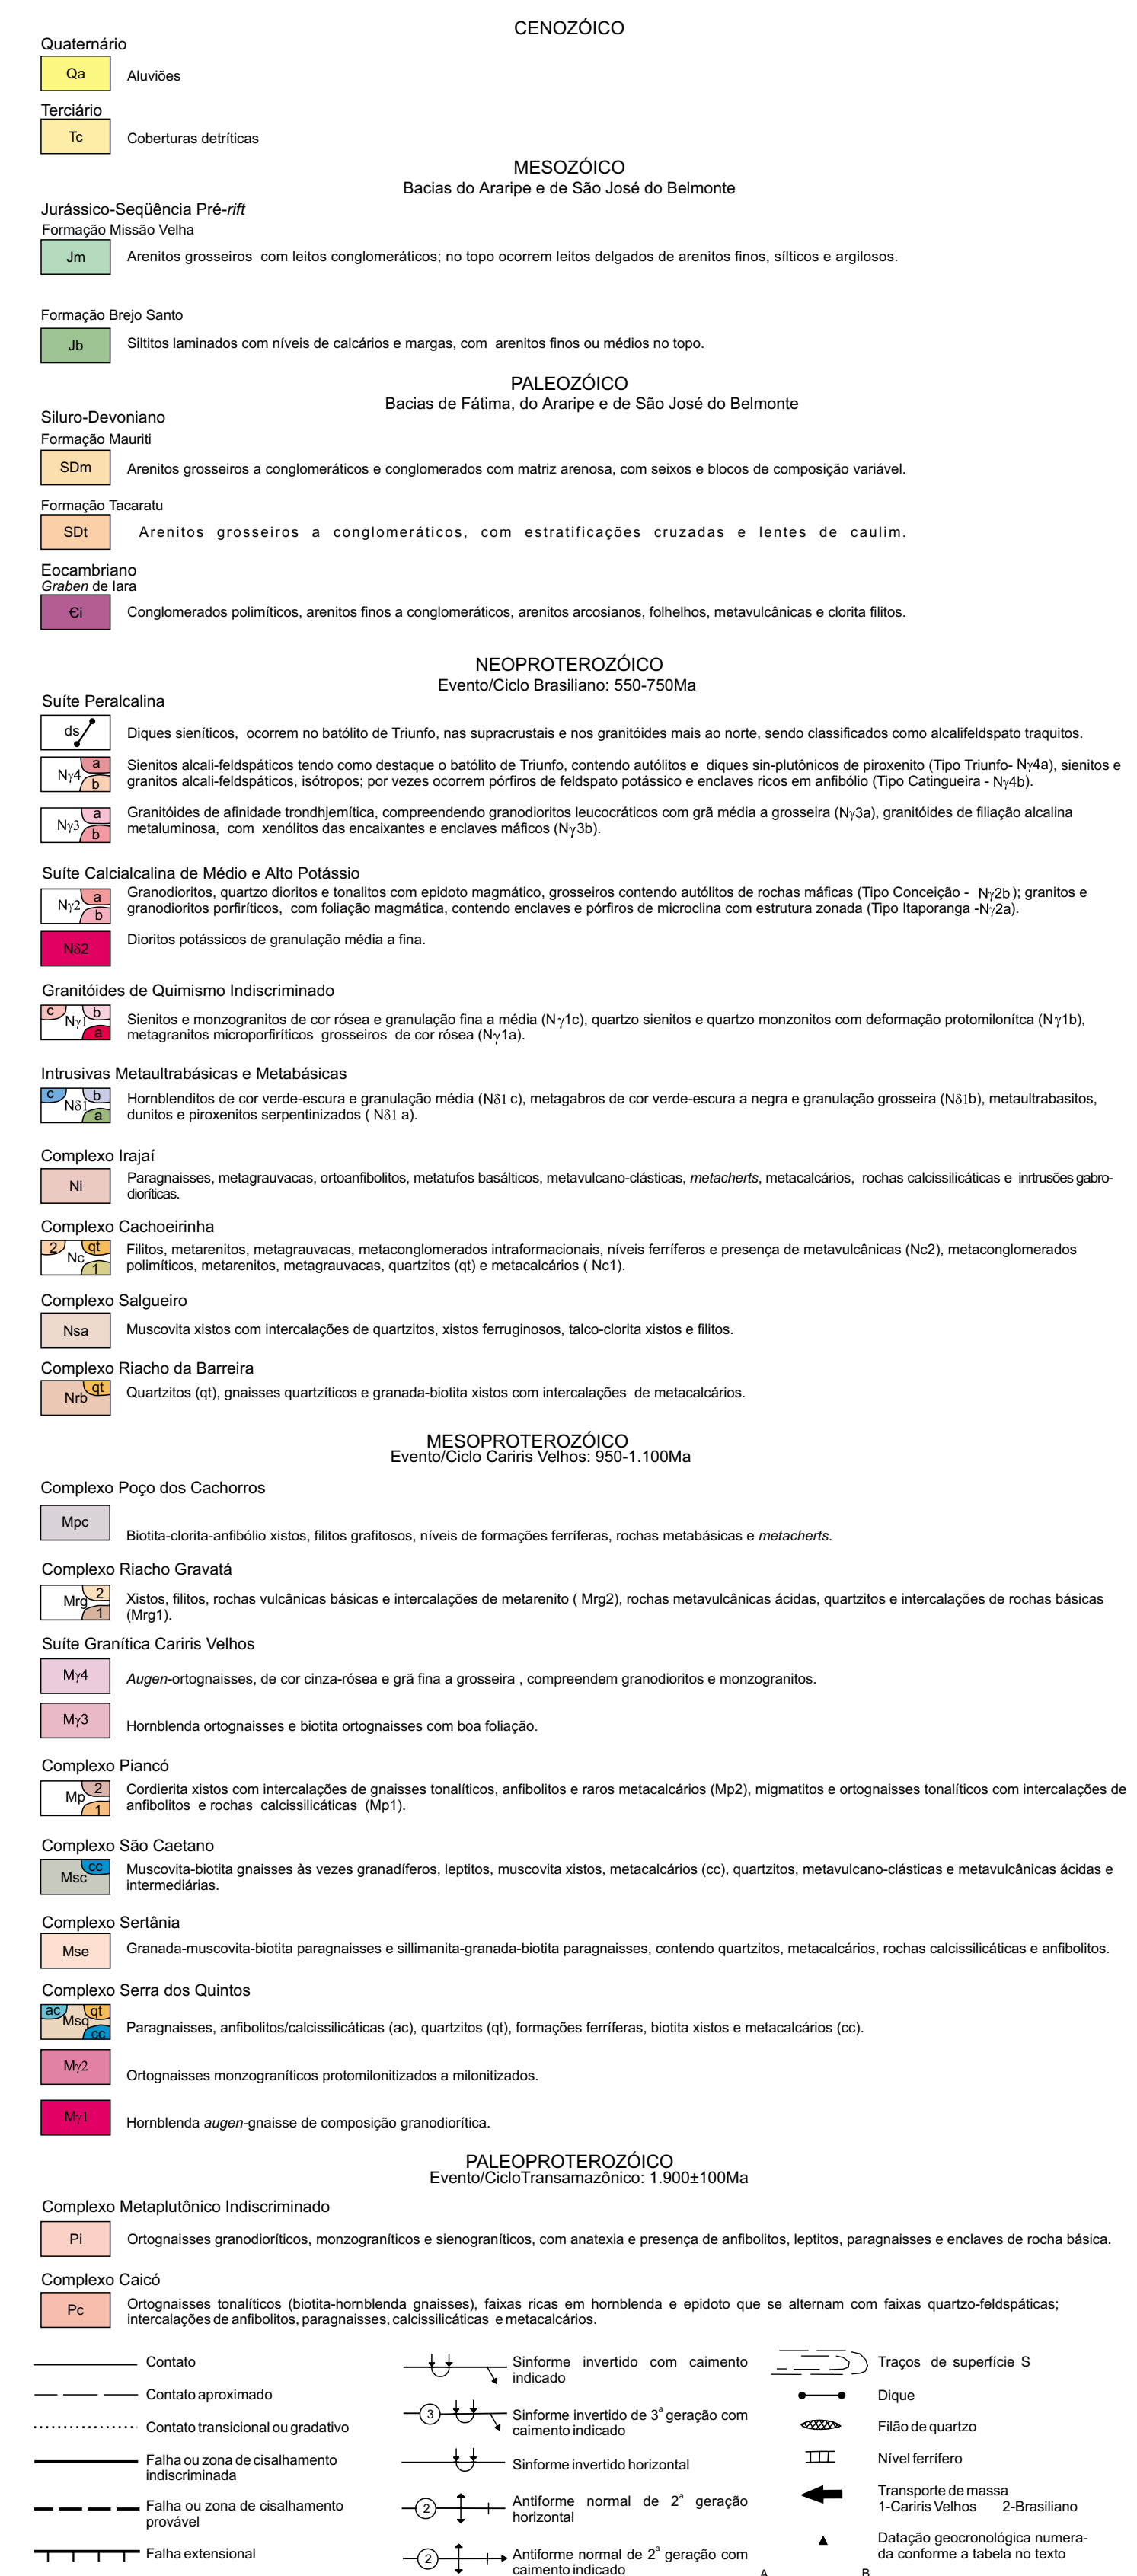 CENOZÓICO
Quaternário
Qa
Aluviões
Terciário
Tc
Coberturas detríticas
MESOZÓICO
Bacias do Araripe e de São José do Belmonte
Jurássico-Seqüência Pré-rift
Formação Missão Velha
Jm
Arenitos grosseiros com leitos conglomeráticos; no topo ocorrem leitos delgados de arenitos finos, sílticos e argilosos.
Formação Brejo Santo
Jb
Siltitos laminados com níveis de calcários e margas, com arenitos finos ou médios no topo.
PALEOZÓICO
Bacias de Fátima, do Araripe e de São José do Belmonte
Siluro-Devoniano
Formação Mauriti
SDm
Arenitos grosseiros a conglomeráticos e conglomerados com matriz arenosa, com seixos e blocos de composição variável.
Formação Tacaratu
SDt
Arenitos grosseiros a conglomeráticos, com estratificações cruzadas e lentes de caulim.
Eocambriano
Graben de Iara
Єi
Conglomerados polimíticos, arenitos finos a conglomeráticos, arenitos arcosianos, folhelhos, metavulcânicas e clorita filitos.
NEOPROTEROZÓICO
Evento/Ciclo Brasiliano: 550-750Ma
Suíte Peralcalina
ds
Diques sieníticos, ocorrem no batólito de Triunfo, nas supracrustais e nos granitóides mais ao norte, sendo classificados como alcalifeldspato traquitos.
Nγ4 a b
Sienitos alcali-feldspáticos tendo como destaque o batólito de Triunfo, contendo autólitos e diques sin-plutônicos de piroxenito (Tipo Triunfo- Nγ4a), sienitos e
granitos alcali-feldspáticos, isótropos; por vezes ocorrem pórfiros de feldspato potássico e enclaves ricos em anfibólio (Tipo Catingueira - Nγ4b).
Nγ3 a b
Granitóides de afinidade trondhjemítica, compreendendo granodioritos leucocráticos com grã média a grosseira (Nγ3a), granitóides de filiação alcalina
metaluminosa, com xenólitos das encaixantes e enclaves máficos (Nγ3b).
Suíte Calcialcalina de Médio e Alto Potássio
Nγ2 a b
Granodioritos, quartzo dioritos e tonalitos com epidoto magmático, grosseiros contendo autólitos de rochas máficas (Tipo Conceição - Nγ2b ); granitos e
granodioritos porfiríticos, com foliação magmática, contendo enclaves e pórfiros de microclina com estrutura zonada (Tipo Itaporanga -Nγ2a).
Nδ2
Dioritos potássicos de granulação média a fina.
Granitóides de Quimismo Indiscriminado
c Nγ1 b a
Sienitos e monzogranitos de cor rósea e granulação fina a média (Nγ1c), quartzo sienitos e quartzo monzonitos com deformação protomilonítca (Nγ1b),
metagranitos microporfiríticos grosseiros de cor rósea (Nγ1a).
Intrusivas Metaultrabásicas e Metabásicas
c Nδ1 b a
Hornblenditos de cor verde-escura e granulação média (Nδ1 c), metagabros de cor verde-escura a negra e granulação grosseira (Nδ1b), metaultrabasitos,
dunitos e piroxenitos serpentinizados ( Nδ1 a).
Complexo Irajaí
Ni
Paragnaisses, metagrauvacas, ortoanfibolitos, metatufos basálticos, metavulcano-clásticas, metacherts, metacalcários, rochas calcissilicáticas e inrtrusões gabro-
dioríticas.
Complexo Cachoeirinha
2 Nc qt 1
Filitos, metarenitos, metagrauvacas, metaconglomerados intraformacionais, níveis ferríferos e presença de metavulcânicas (Nc2), metaconglomerados
polimíticos, metarenitos, metagrauvacas, quartzitos (qt) e metacalcários ( Nc1).
Complexo Salgueiro
Nsa
Muscovita xistos com intercalações de quartzitos, xistos ferruginosos, talco-clorita xistos e filitos.
Complexo Riacho da Barreira
Nrb qt
Quartzitos (qt), gnaisses quartzíticos e granada-biotita xistos com intercalações de metacalcários.
MESOPROTEROZÓICO
Evento/Ciclo Cariris Velhos: 950-1.100Ma
Complexo Poço dos Cachorros
Mpc
Biotita-clorita-anfibólio xistos, filitos grafitosos, níveis de formações ferríferas, rochas metabásicas e metacherts.
Complexo Riacho Gravatá
Mrg 2 1
Xistos, filitos, rochas vulcânicas básicas e intercalações de metarenito ( Mrg2), rochas metavulcânicas ácidas, quartzitos e intercalações de rochas básicas
(Mrg1).
Suíte Granítica Cariris Velhos
Mγ4
Augen-ortognaisses, de cor cinza-rósea e grã fina a grosseira , compreendem granodioritos e monzogranitos.
Mγ3
Hornblenda ortognaisses e biotita ortognaisses com boa foliação.
Complexo Piancó
Mp 2 1
Cordierita xistos com intercalações de gnaisses tonalíticos, anfibolitos e raros metacalcários (Mp2), migmatitos e ortognaisses tonalíticos com intercalações de
anfibolitos e rochas calcissilicáticas (Mp1).
Complexo São Caetano
Msc cc
Muscovita-biotita gnaisses às vezes granadíferos, leptitos, muscovita xistos, metacalcários (cc), quartzitos, metavulcano-clásticas e metavulcânicas ácidas e
intermediárias.
Complexo Sertânia
Mse
Granada-muscovita-biotita paragnaisses e sillimanita-granada-biotita paragnaisses, contendo quartzitos, metacalcários, rochas calcissilicáticas e anfibolitos.
Complexo Serra dos Quintos
ac Msq qt cc
Paragnaisses, anfibolitos/calcissilicáticas (ac), quartzitos (qt), formações ferríferas, biotita xistos e metacalcários (cc).
Mγ2
Ortognaisses monzograníticos protomilonitizados a milonitizados.
Mγ1
Hornblenda augen-gnaisse de composição granodiorítica.
PALEOPROTEROZÓICO
Evento/CicloTransamazônico: 1.900±100Ma
Complexo Metaplutônico Indiscriminado
Pi
Ortognaisses granodioríticos, monzograníticos e sienograníticos, com anatexia e presença de anfibolitos, leptitos, paragnaisses e enclaves de rocha básica.
Complexo Caicó
Pc
Ortognaisses tonalíticos (biotita-hornblenda gnaisses), faixas ricas em hornblenda e epidoto que se alternam com faixas quartzo-feldspáticas;
intercalações de anfibolitos, paragnaisses, calcissilicáticas e metacalcários.
Contato
Contato aproximado
Contato transicional ou gradativo
Falha ou zona de cisalhamento
indiscriminada
Falha ou zona de cisalhamento
provável
Falha extensional
Sinforme invertido com caimento
indicado
3
Sinforme invertido de 3ª geração com
caimento indicado
Sinforme invertido horizontal
2
Antiforme normal de 2ª geração
horizontal
2
Antiforme normal de 2ª geração com
caimento indicado
Traços de superfície S
Dique
Filão de quartzo
Nível ferrífero
Transporte de massa
1-Cariris Velhos 2-Brasiliano
Datação geocronológica numera-
da conforme a tabela no texto
A B